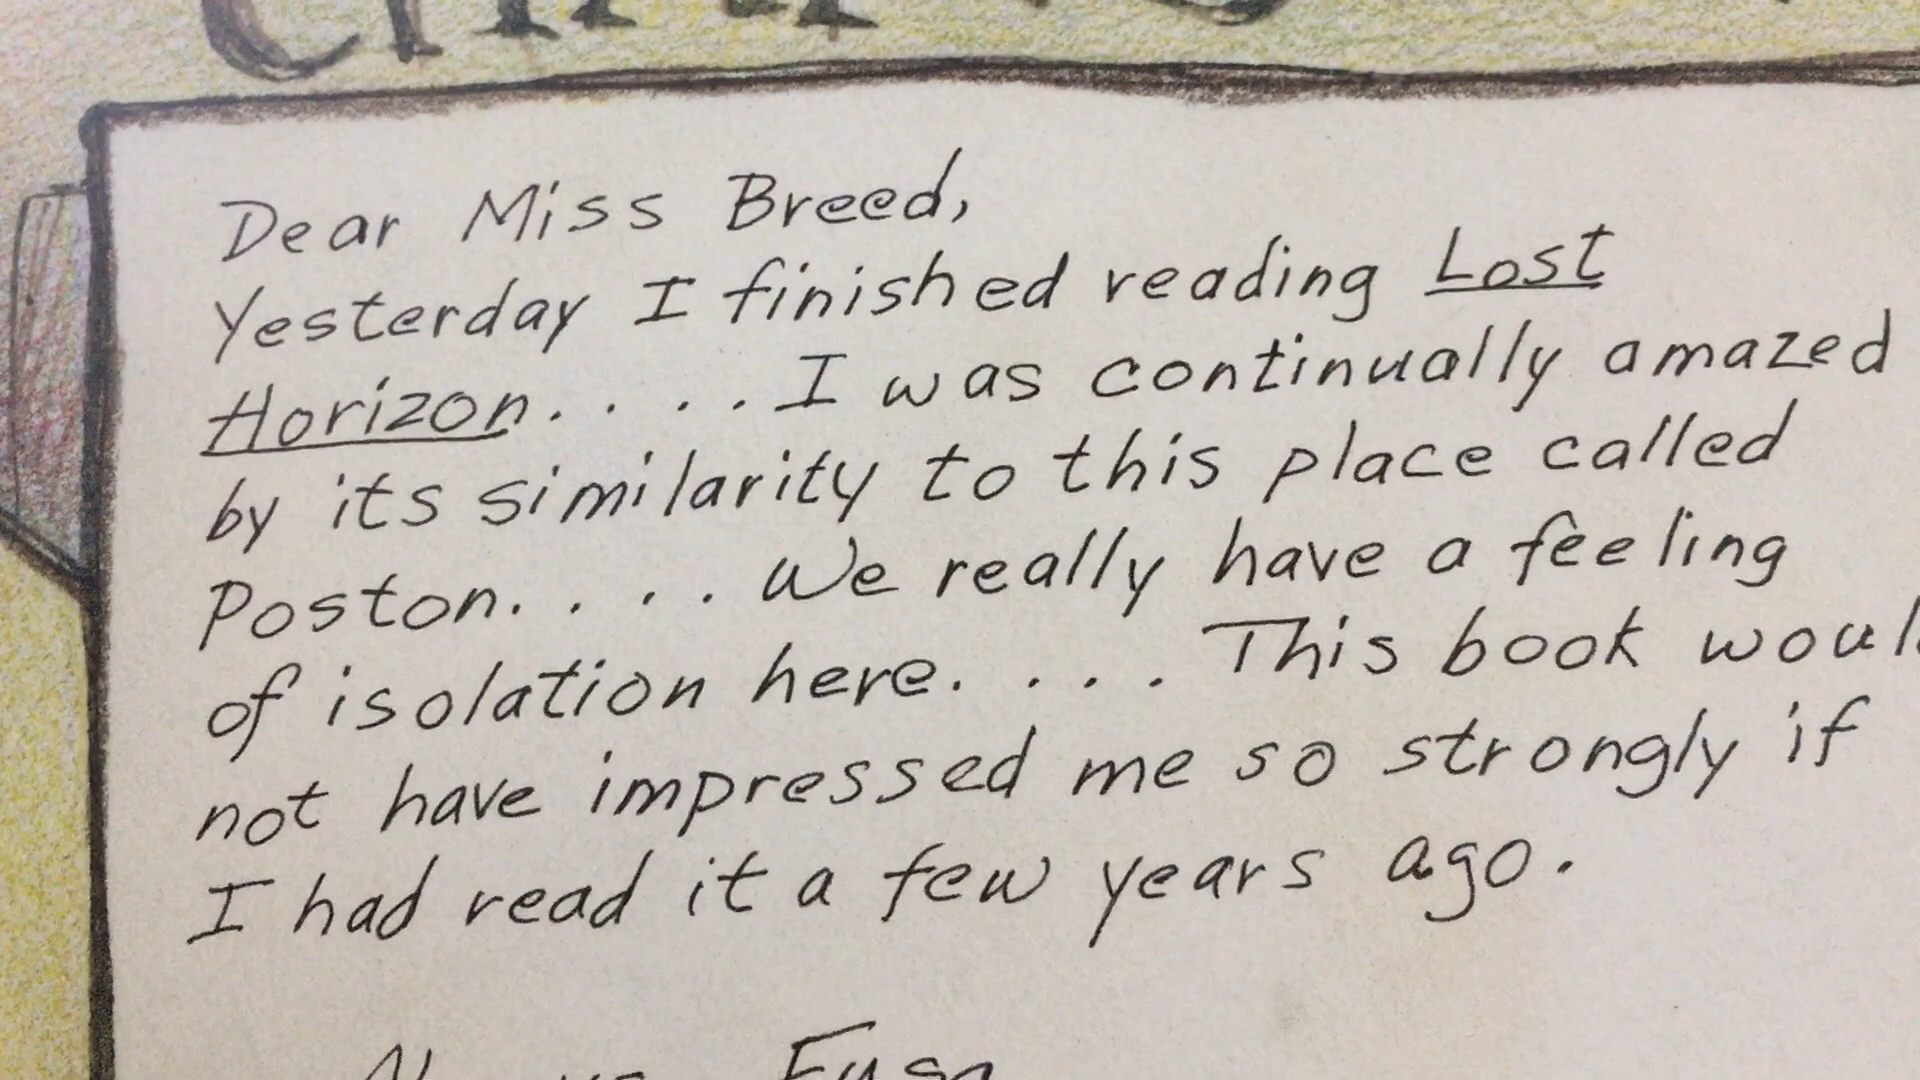 Dear Miss Breed,
Yesterday I finished reading Lost
Horizon. . . . I was continually amazed
by its similarity to this place called
Poston. . . . We really have a feeling
of isolation here. . . . This book woul
not have impressed me so strongly if
I had read it a few years ago.